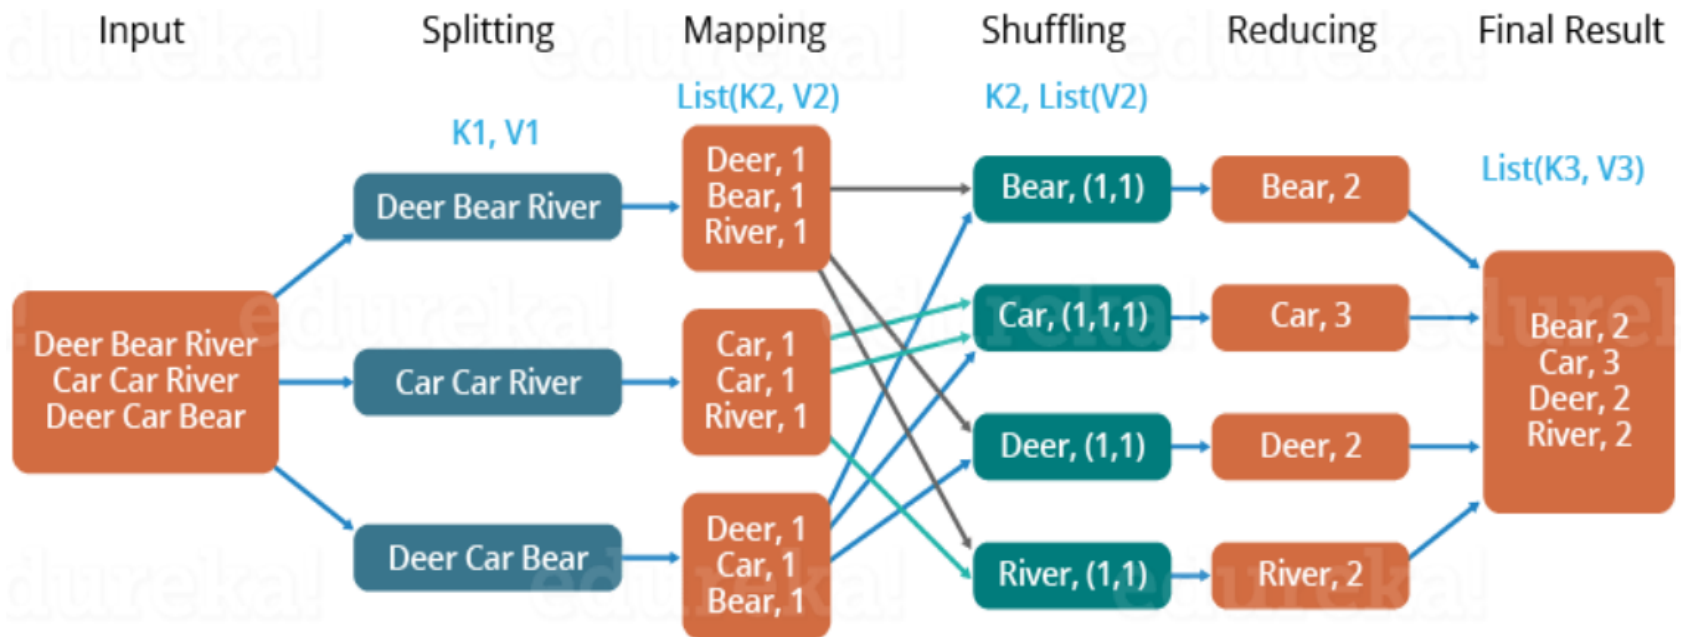 Input
Splitting
Mapping
Shuffling
Reducing
Final Result
List(K2, V2)
K2, List(V2)
K1, V1
List(K3, V3)
Deer Bear River
Car Car River
Deer Car Bear
Deer Bear River
Car Car River
Deer Car Bear
Deer, 1
Bear, 1
River, 1
Car, 1
Car, 1
River, 1
Deer, 1
Car, 1
Bear, 1
Bear, (1,1)
Car, (1,1,1)
Deer, (1,1)
River, (1,1)
Bear, 2
Car, 3
Deer, 2
River, 2
Bear, 2
Car, 3
Deer, 2
River, 2
edureka!